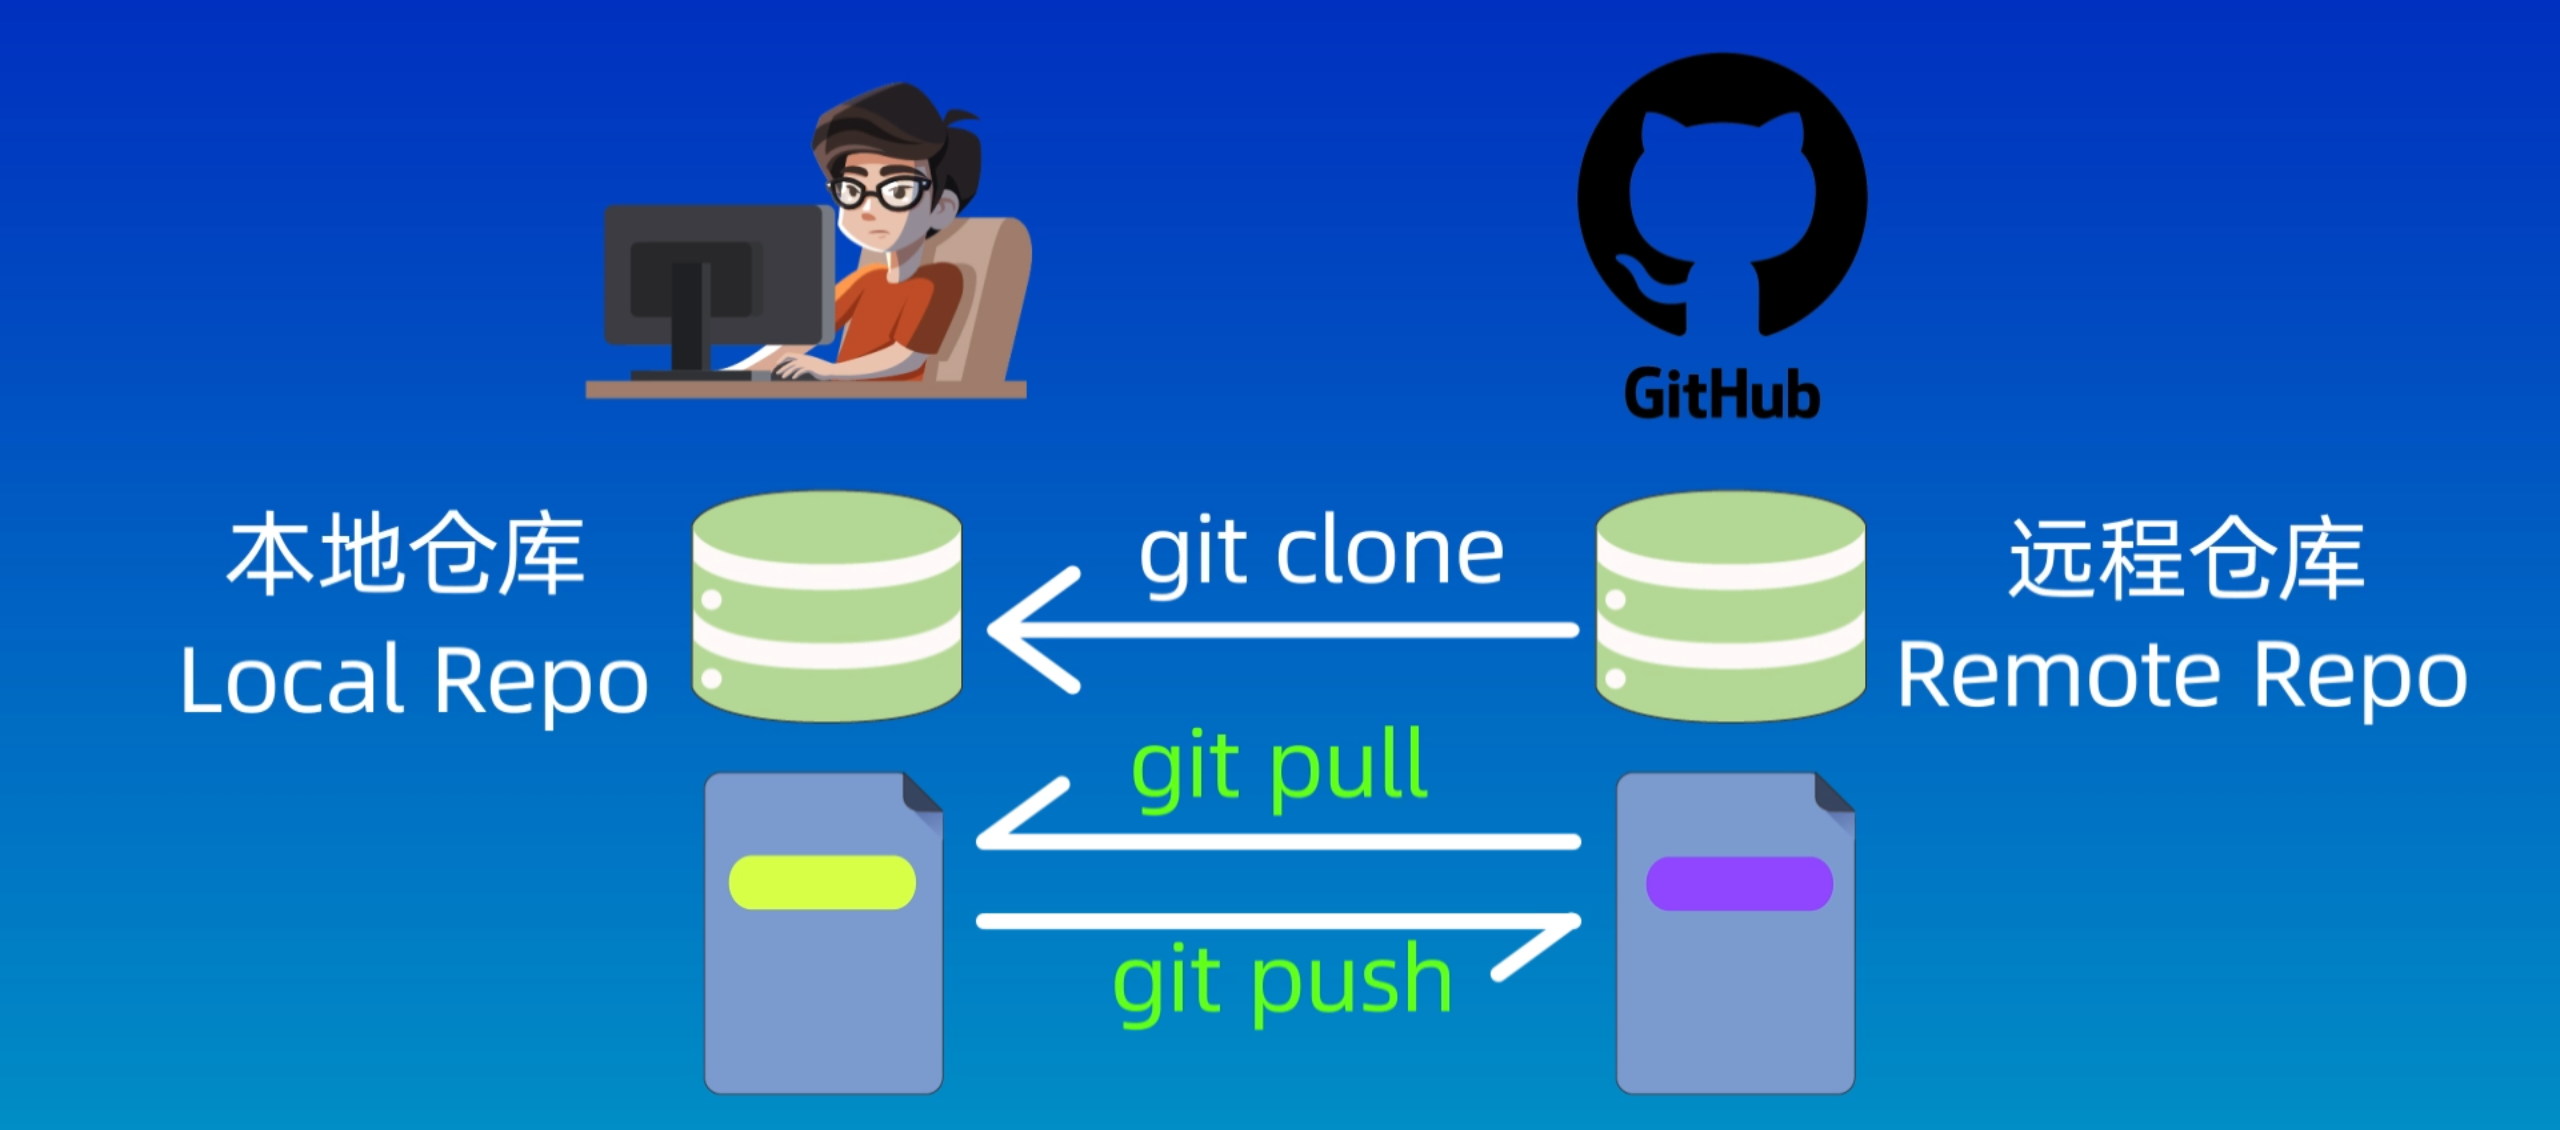 GitHub
本地仓库
Local Repo
git clone
远程仓库
Remote Repo
git pull
git push